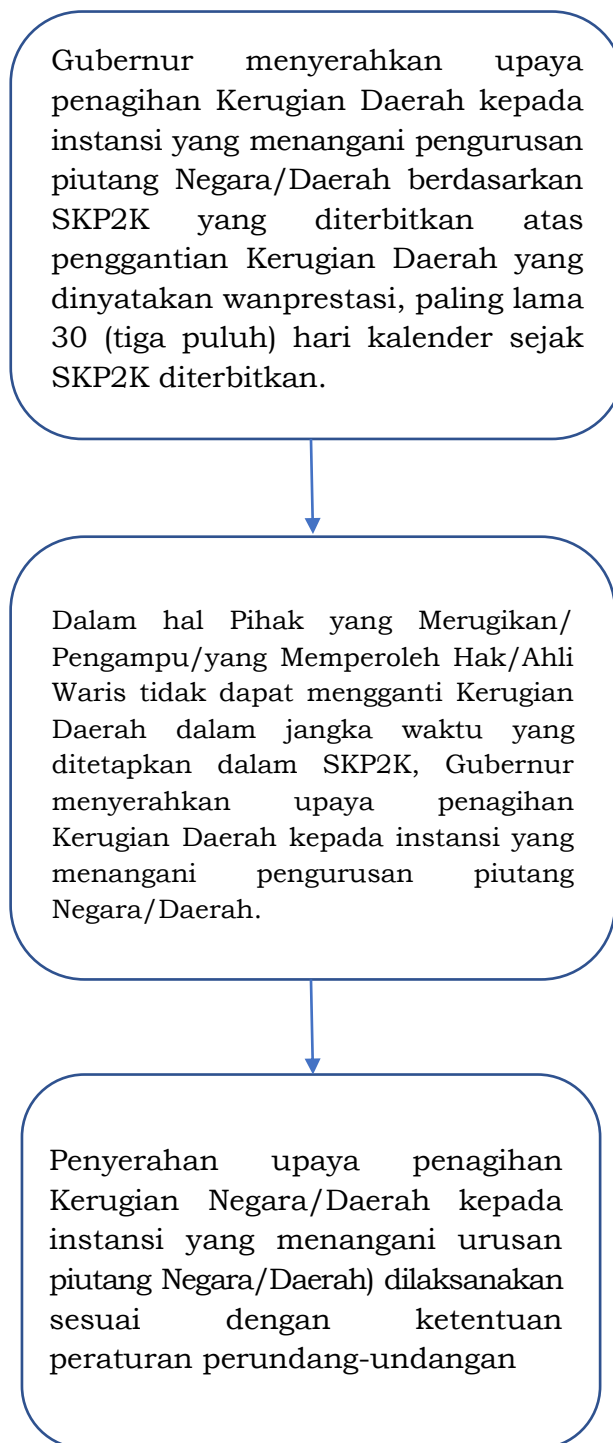 Gubernur menyerahkan upaya
penagihan Kerugian Daerah kepada
instansi yang menangani pengurusan
piutang Negara/Daerah berdasarkan
SKP2K yang diterbitkan atas
penggantian Kerugian Daerah yang
dinyatakan wanprestasi, paling lama
30 (tiga puluh) hari kalender sejak
SKP2K diterbitkan.
Dalam hal Pihak yang Merugikan/
Pengampu/yang Memperoleh Hak/Ahli
Waris tidak dapat mengganti Kerugian
Daerah dalam jangka waktu yang
ditetapkan dalam SKP2K, Gubernur
menyerahkan upaya penagihan
Kerugian Daerah kepada instansi yang
menangani pengurusan piutang
Negara/Daerah.
Penyerahan upaya penagihan
Kerugian Negara/Daerah kepada
instansi yang menangani urusan
piutang Negara/Daerah) dilaksanakan
sesuai dengan ketentuan
peraturan perundang-undangan